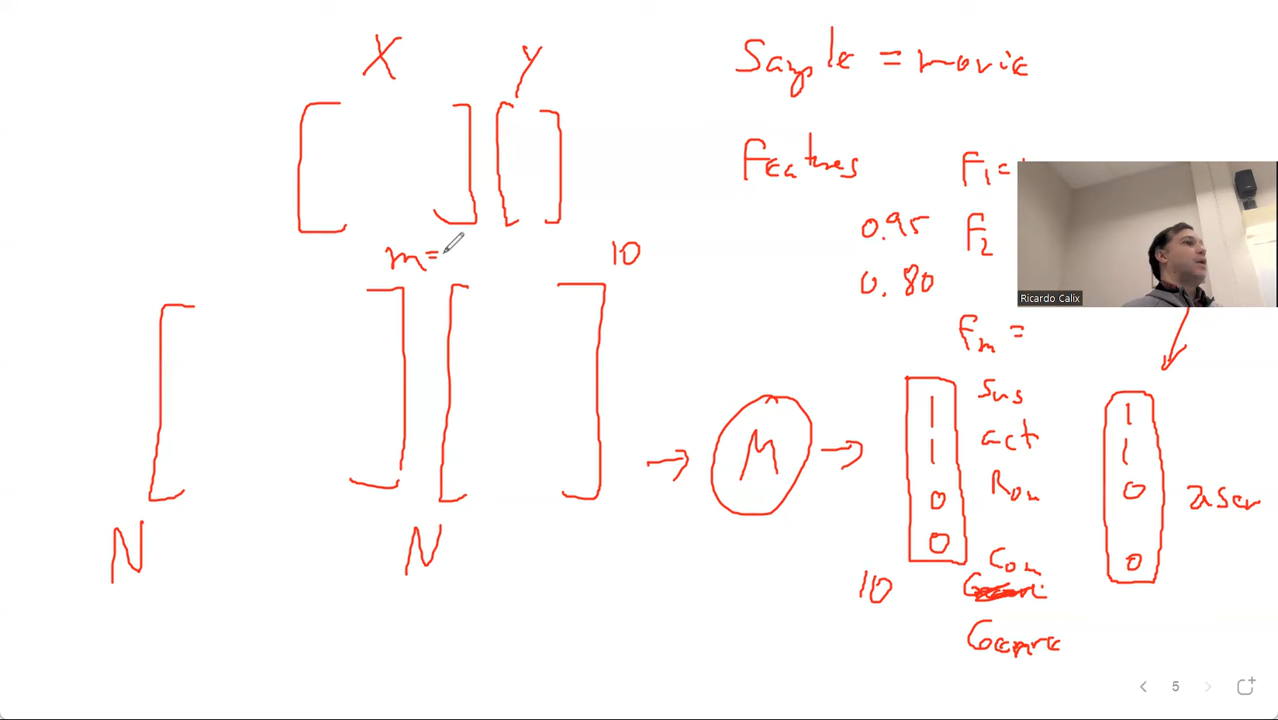 X Y
m=
10
N N
M
Sample = movie
Features F1=
0.95 F2
0.80
Fm =
1 sus 1
1 act 1
0 Rom 0
0 Com 0
user
10
Genre
Ricardo Calix
5